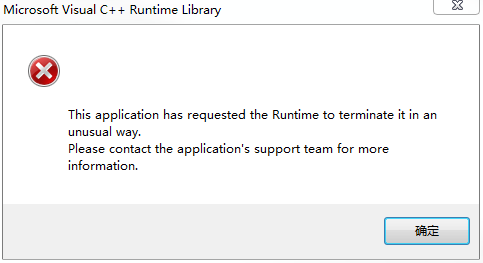 Microsoft Visual C++ Runtime Library
This application has requested the Runtime to terminate it in an
unusual way.
Please contact the application's support team for more
information.
确定